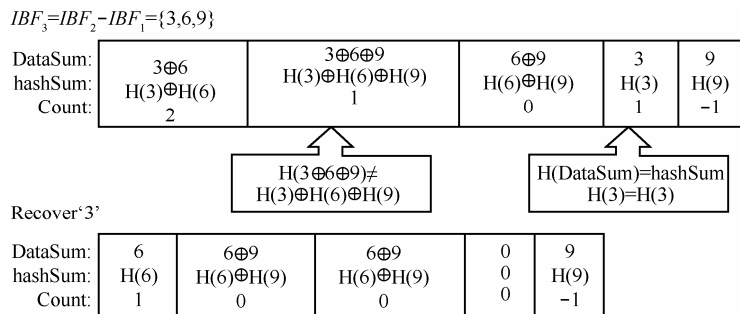 IBF₃=IBF₂−IBF₁={3,6,9}
DataSum: 3⊕6 3⊕6⊕9 6⊕9 3 9
hashSum: H(3)⊕H(6) H(3)⊕H(6)⊕H(9) H(6)⊕H(9) H(3) H(9)
Count: 2 1 0 1 −1
H(3⊕6⊕9)≠
H(3)⊕H(6)⊕H(9)
H(DataSum)=hashSum
H(3)=H(3)
Recover‘3’
DataSum: 6 6⊕9 6⊕9 0 9
hashSum: H(6) H(6)⊕H(9) H(6)⊕H(9) 0 H(9)
Count: 1 0 0 0 −1